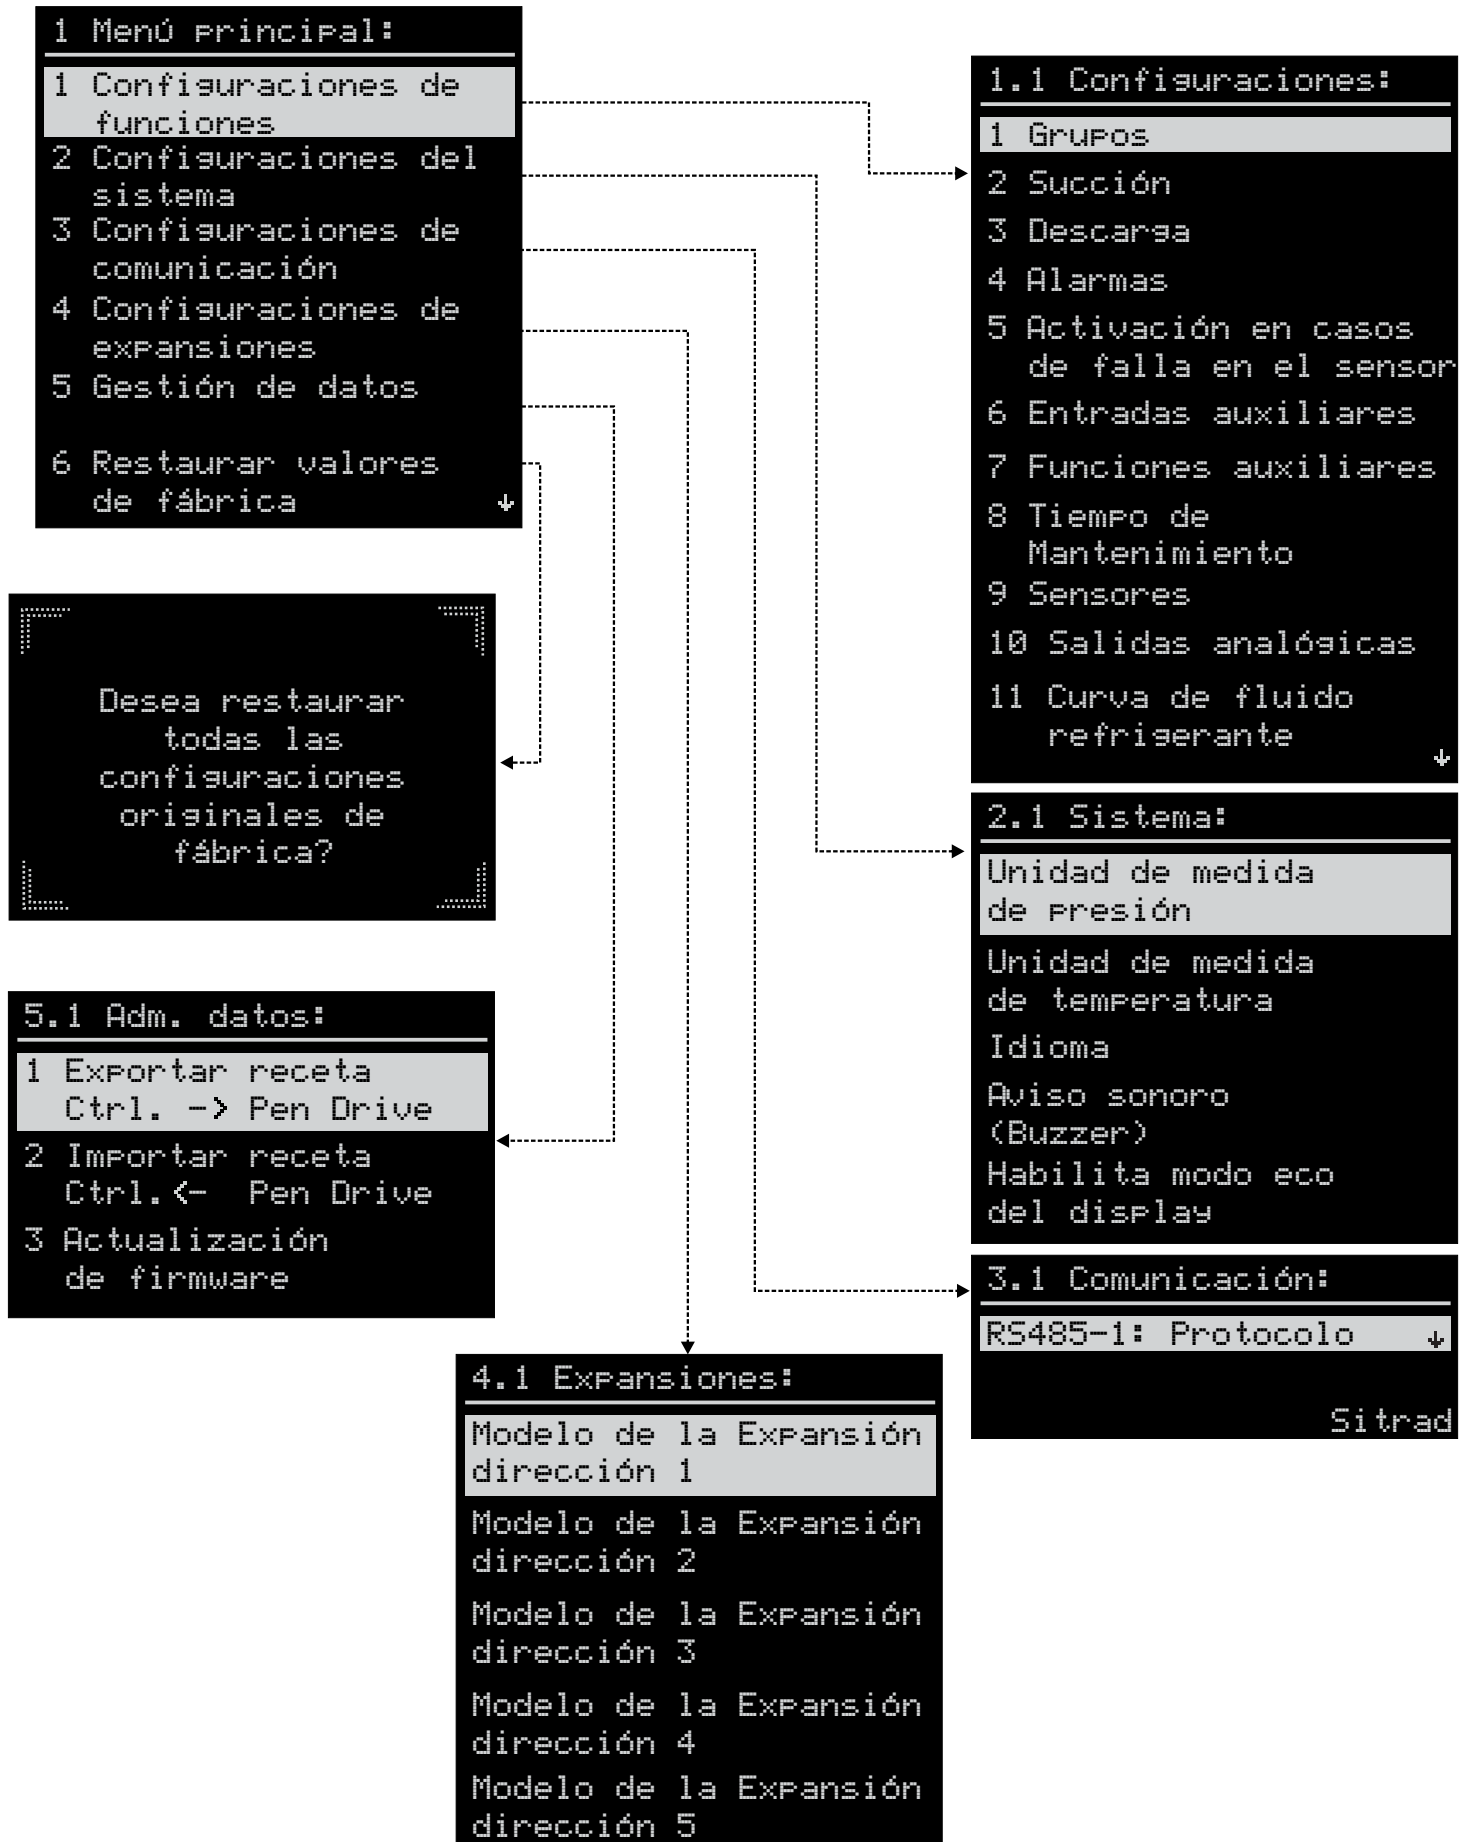 1 Menú principal:
1 Configuraciones de
funciones
2 Configuraciones del
sistema
3 Configuraciones de
comunicación
4 Configuraciones de
expansiones
5 Gestión de datos
6 Restaurar valores
de fábrica
1.1 Configuraciones:
1 Grupos
2 Succión
3 Descarga
4 Alarmas
5 Activación en casos
de falla en el sensor
6 Entradas auxiliares
7 Funciones auxiliares
8 Tiempo de
Mantenimiento
9 Sensores
10 Salidas analógicas
11 Curva de fluido
refrigerante
Desea restaurar
todas las
configuraciones
originales de
fábrica?
2.1 Sistema:
Unidad de medida
de presión
Unidad de medida
de temperatura
Idioma
Aviso sonoro
(Buzzer)
Habilita modo eco
del display
5.1 Adm. datos:
1 Exportar receta
Ctrl. -> Pen Drive
2 Importar receta
Ctrl.<- Pen Drive
3 Actualización
de firmware
3.1 Comunicación:
RS485-1: Protocolo
Sitrad
4.1 Expansiones:
Modelo de la Expansión
dirección 1
Modelo de la Expansión
dirección 2
Modelo de la Expansión
dirección 3
Modelo de la Expansión
dirección 4
Modelo de la Expansión
dirección 5